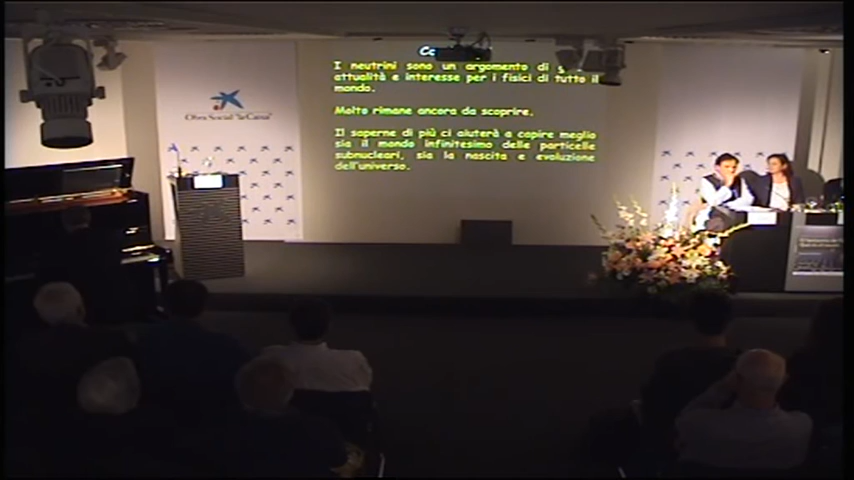 I neutrini sono un argomento di
attualità e interesse per i fisici di tutto il
mondo.
Molto rimane ancora da scoprire.
Il saperne di più ci aiuterà a capire meglio
sia il mondo infinitesimo delle particelle
subnucleari, sia la nascita e evoluzione
dell'universo.
Obra Social "la Caixa"